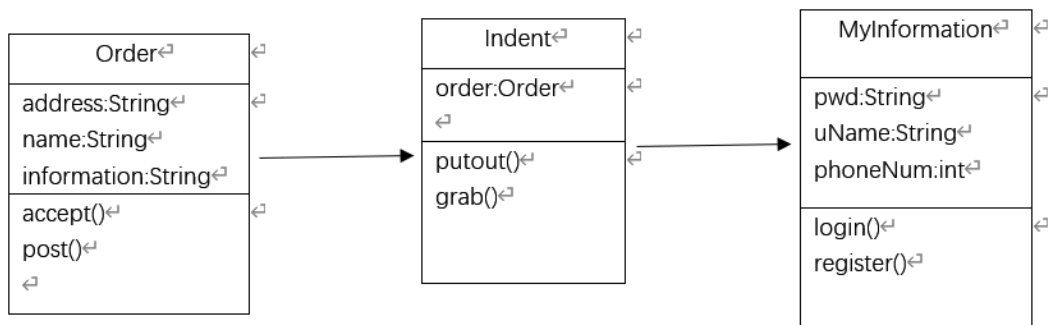 Order
address:String
name:String
information:String
accept()
post()
Indent
order:Order
putout()
grab()
MyInformation
pwd:String
uName:String
phoneNum:int
login()
register()